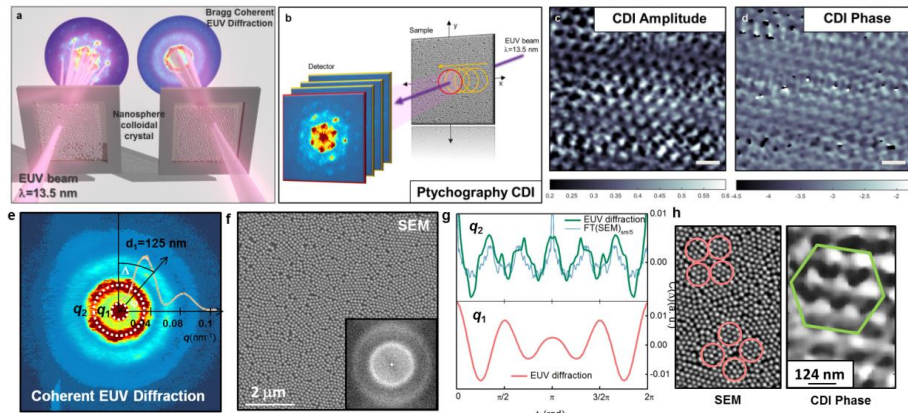 a
Bragg Coherent
EUV Diffraction
Nanosphere
colloidal
crystal
EUV beam
λ=13.5 nm
b
Sample
y
x
EUV beam
λ=13.5 nm
Detector
Ptychography CDI
c
CDI Amplitude
0.2 0.25 0.3 0.35 0.4 0.45 0.5 0.55 0.6
d
CDI Phase
-4.5 -4 -3.5 -3 -2.5 -2
e
d₁=125 nm
Δ
q₂ q₁
0.04 0.08 0.1
q(nm⁻¹)
Coherent EUV Diffraction
f
SEM
2 μm
g
q₂
EUV diffraction
0.01
0.00
q₁
0.01
0.00
-0.01
EUV diffraction
0 π/2 π 3/2π 2π
(rad)
h
SEM
124 nm
CDI Phase